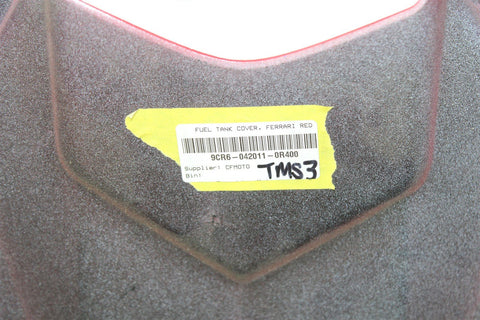 FUEL TANK COVER, FERRARI RED
9CR6-042011-0R400
Supplier: CFMOTO
Bin:
TMS3